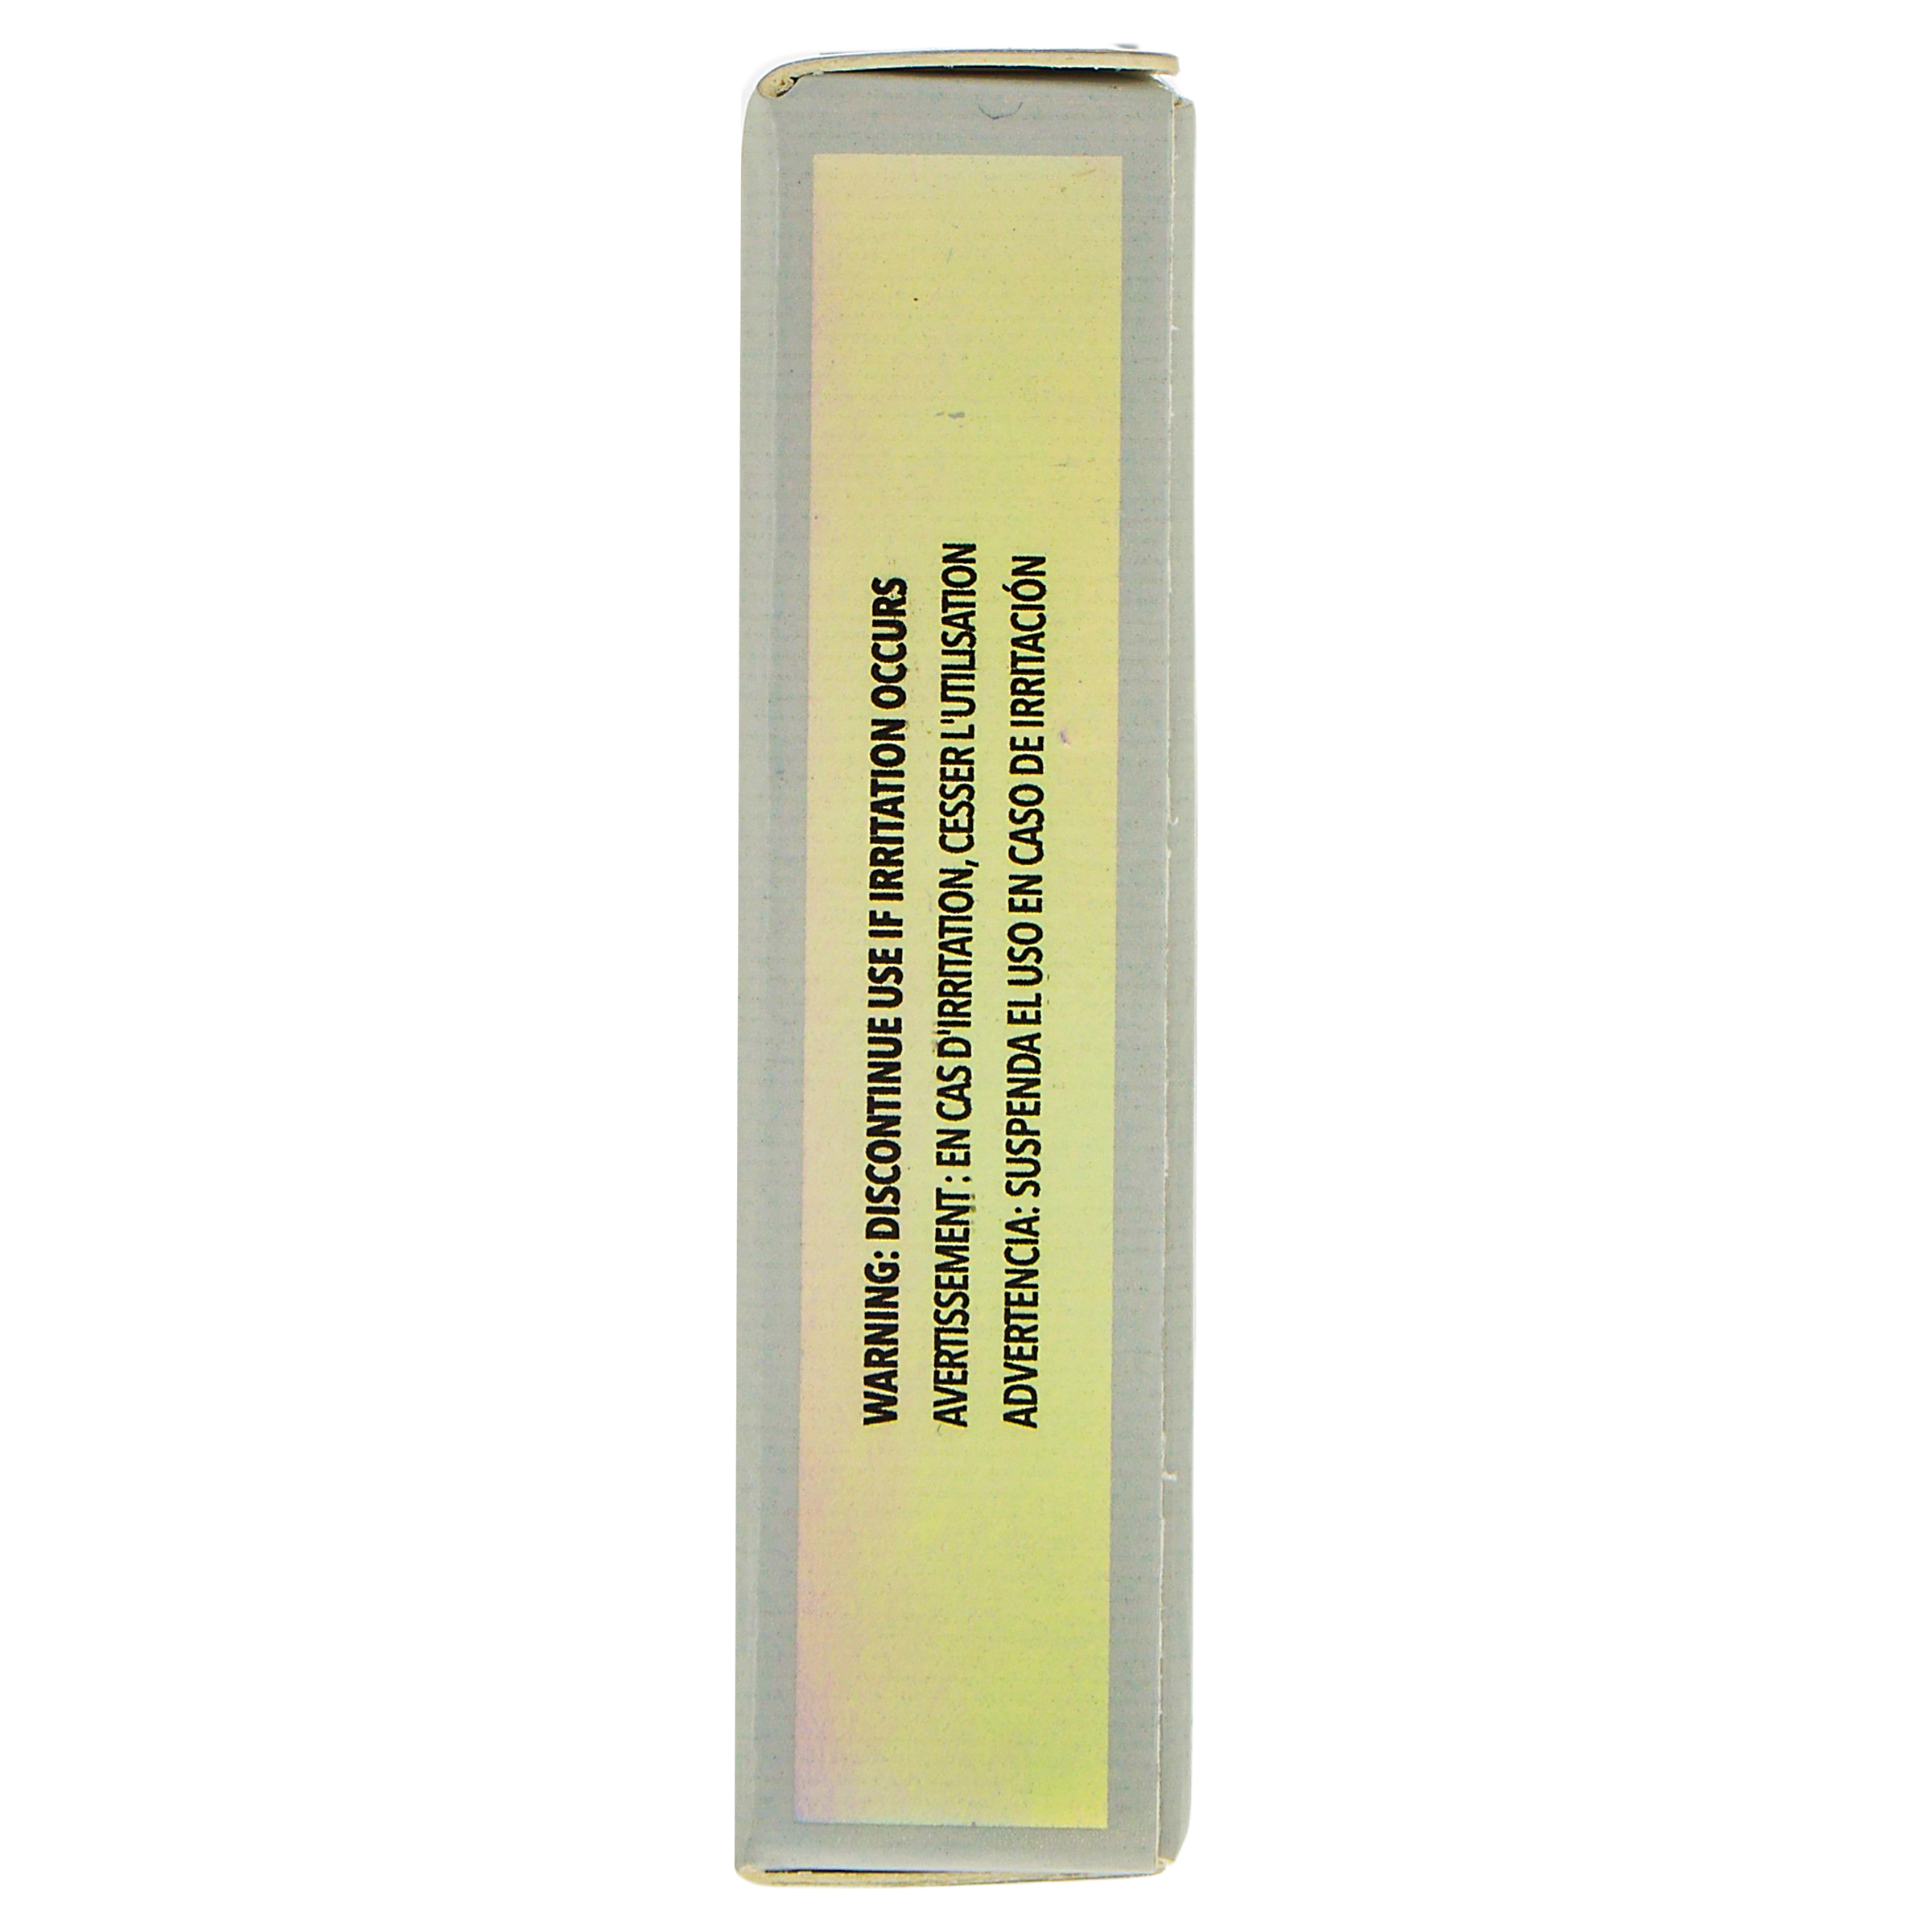 WARNING: DISCONTINUE USE IF IRRITATION OCCURS
AVERTISSEMENT : EN CAS D'IRRITATION, CESSER L'UTILISATION
ADVERTENCIA: SUSPENDA EL USO EN CASO DE IRRITACIÓN